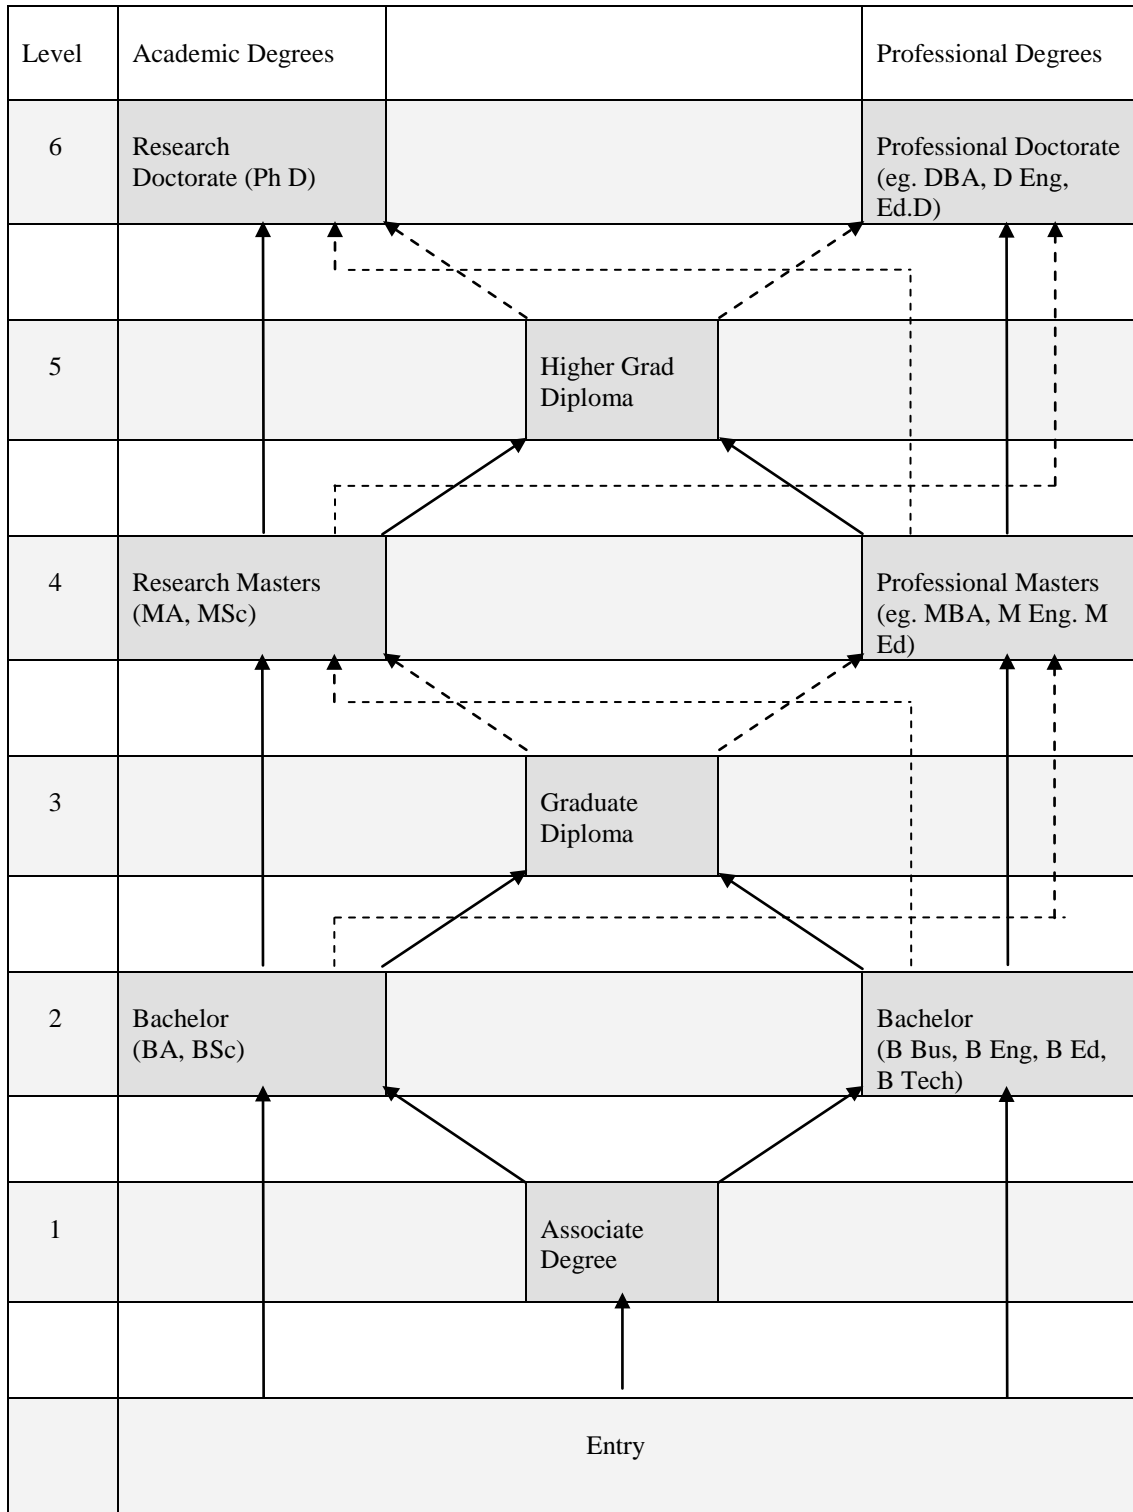 Level
Academic Degrees
Professional Degrees
6
Research
Doctorate (Ph D)
Professional Doctorate
(eg. DBA, D Eng,
Ed.D)
5
Higher Grad
Diploma
4
Research Masters
(MA, MSc)
Professional Masters
(eg. MBA, M Eng. M
Ed)
3
Graduate
Diploma
2
Bachelor
(BA, BSc)
Bachelor
(B Bus, B Eng, B Ed,
B Tech)
1
Associate
Degree
Entry